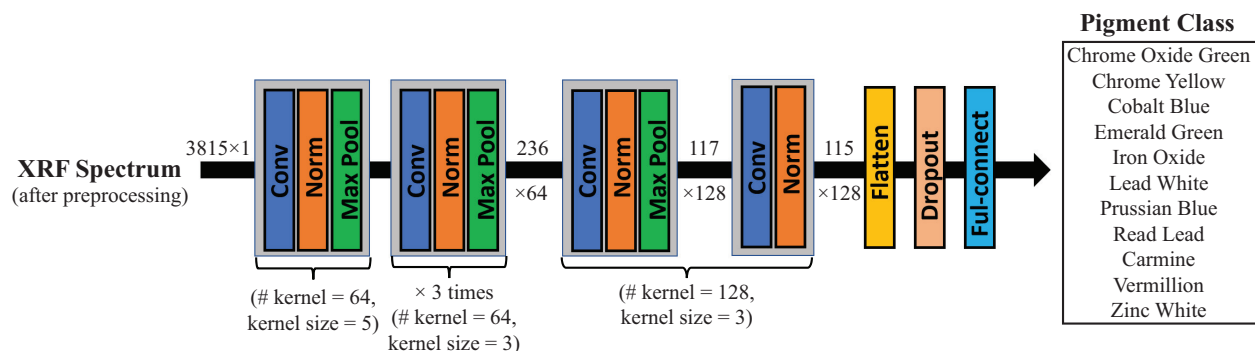 Pigment Class
Chrome Oxide Green
Chrome Yellow
Cobalt Blue
Emerald Green
Iron Oxide
Lead White
Prussian Blue
Read Lead
Carmine
Vermillion
Zinc White
XRF Spectrum
(after preprocessing)
3815×1
Conv
Norm
Max Pool
(# kernel = 64,
kernel size = 5)
Conv
Norm
Max Pool
× 3 times
(# kernel = 64,
kernel size = 3)
236
×64
Conv
Norm
Max Pool
117
×128
Conv
Norm
(# kernel = 128,
kernel size = 3)
115
×128
Flatten
Dropout
Ful-connect